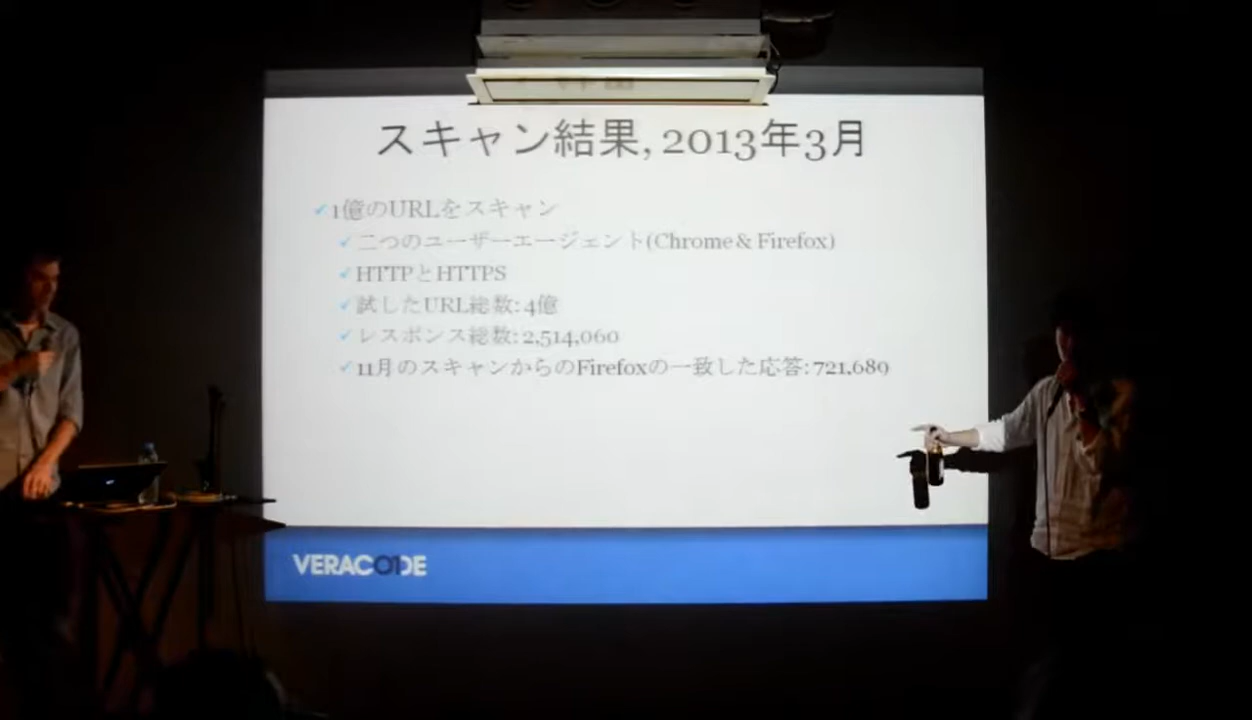 スキャン結果, 2013年3月
1億のURLをスキャン
二つのユーザーエージェント(Chrome & Firefox)
HTTPとHTTPS
試したURL総数: 4億
レスポンス総数: 2,514,060
11月のスキャンからのFirefoxの一致した応答: 721,689
VERACODE